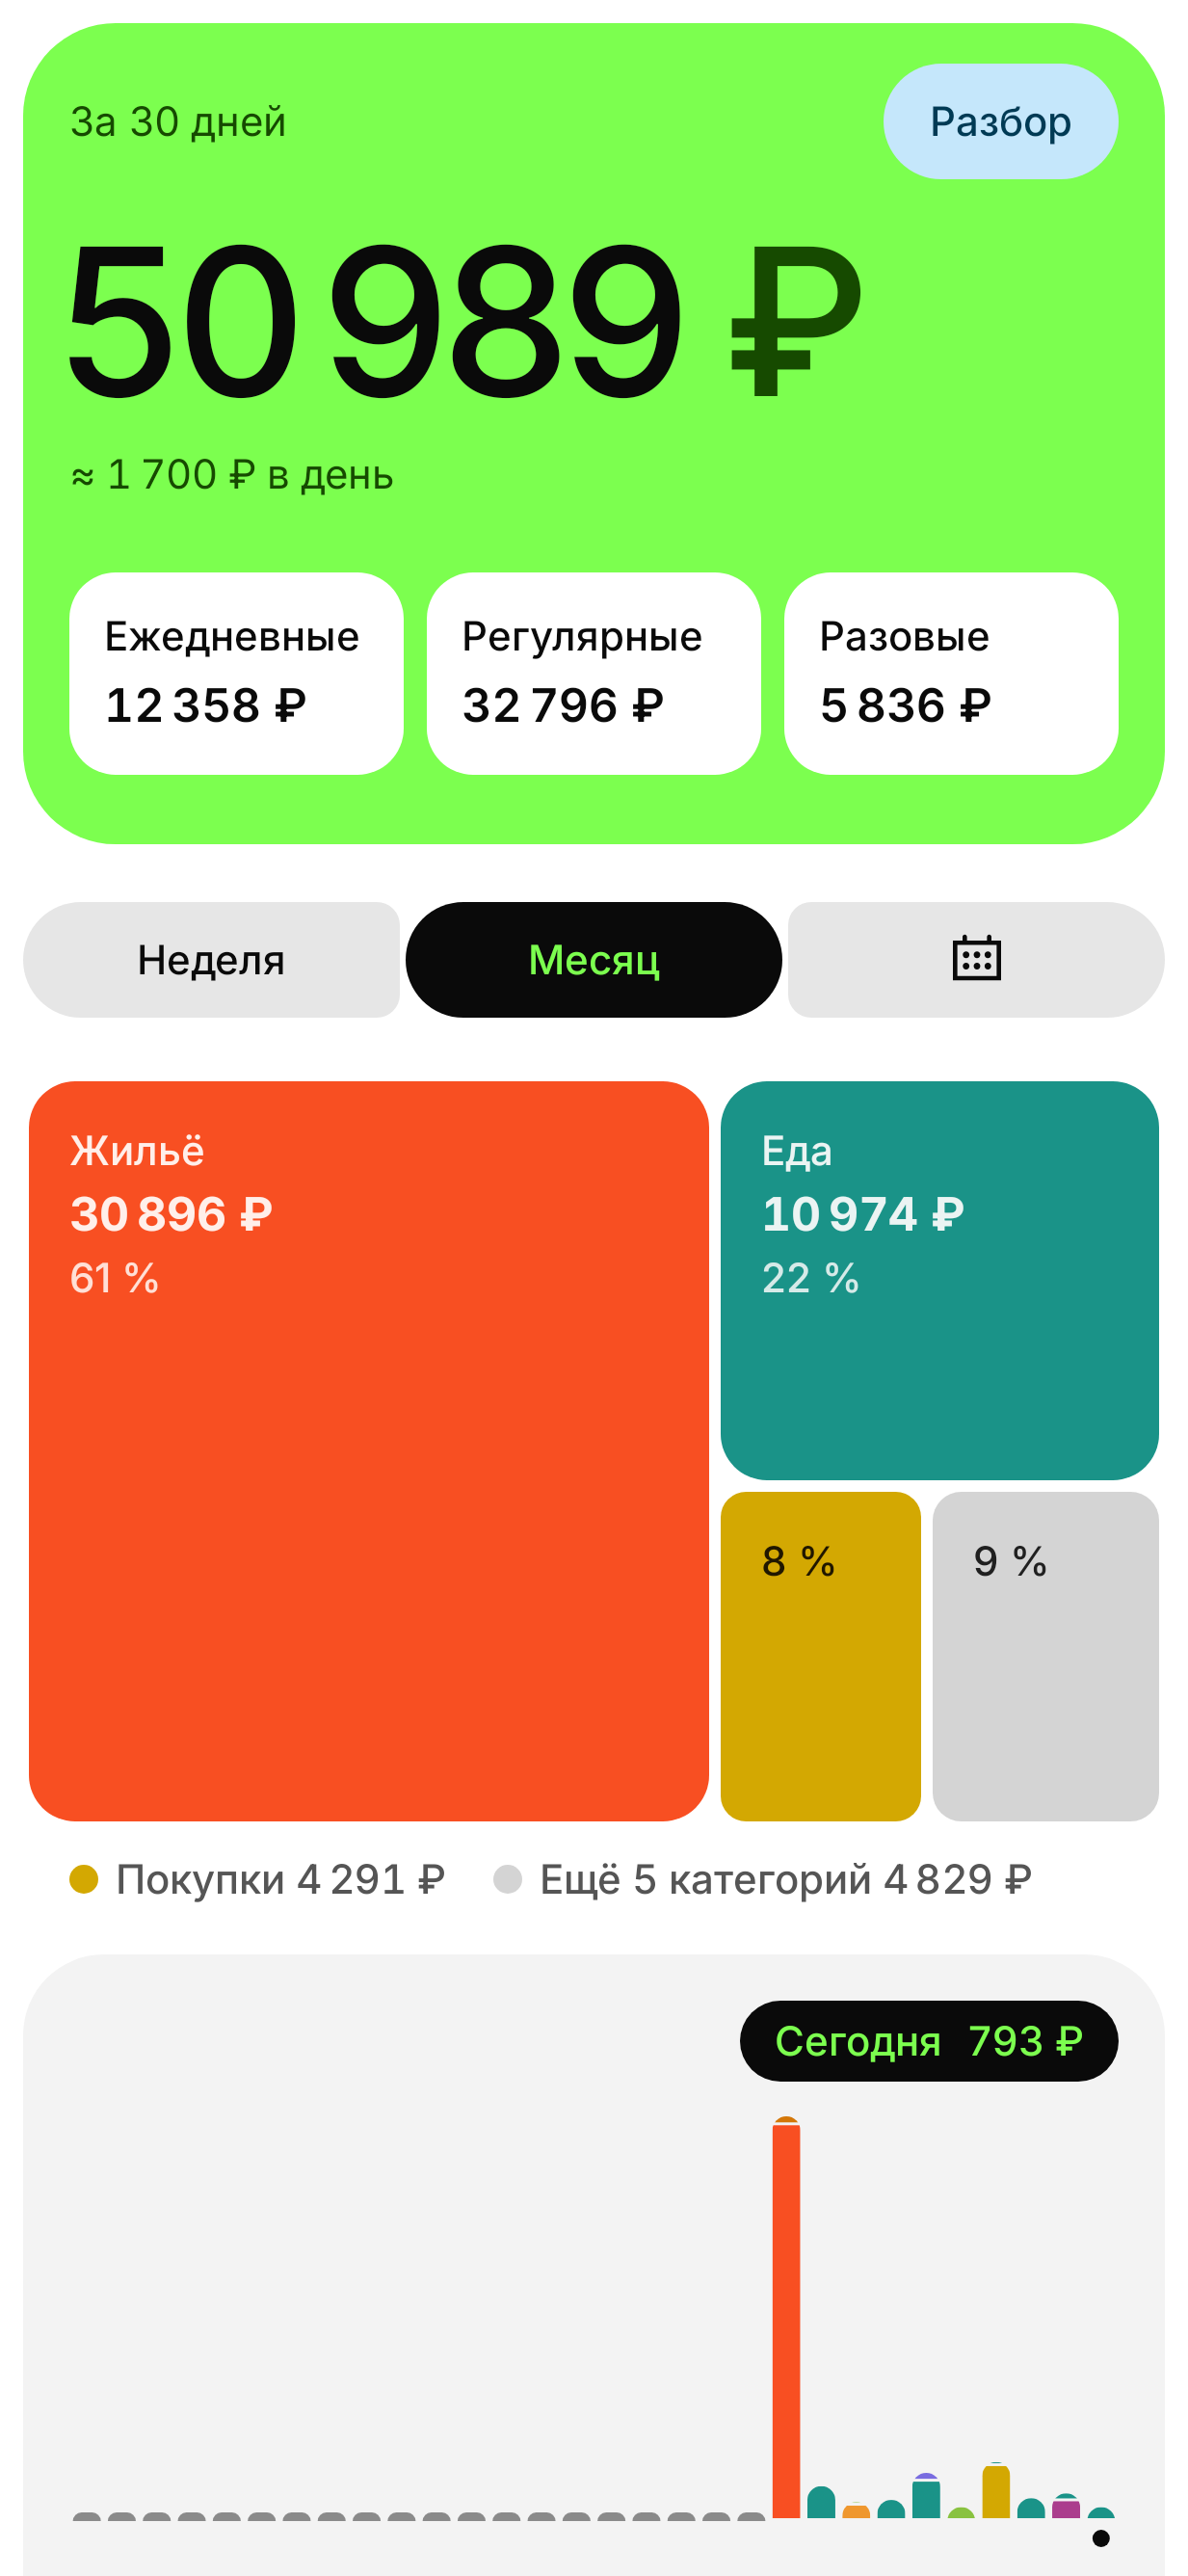 За 30 дней
Разбор
50 989 ₽
≈ 1 700 ₽ в день
Ежедневные
12 358 ₽
Регулярные
32 796 ₽
Разовые
5 836 ₽
Неделя
Месяц
Жильё
30 896 ₽
61 %
Еда
10 974 ₽
22 %
8 %
9 %
Покупки 4 291 ₽
Ещё 5 категорий 4 829 ₽
Сегодня 793 ₽